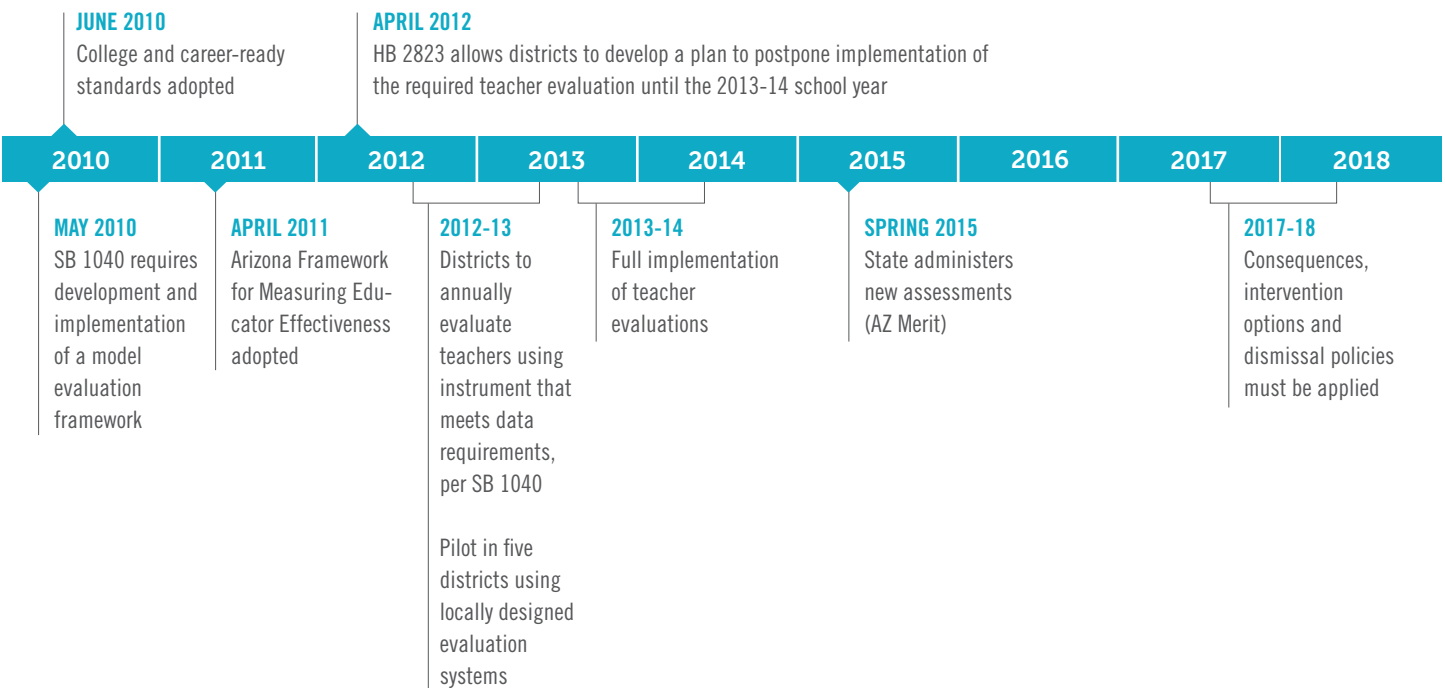 JUNE 2010
College and career-ready
standards adopted
APRIL 2012
HB 2823 allows districts to develop a plan to postpone implementation of
the required teacher evaluation until the 2013-14 school year
2010
2011
2012
2013
2014
2015
2016
2017
2018
MAY 2010
SB 1040 requires
development and
implementation
of a model
evaluation
framework
APRIL 2011
Arizona Framework
for Measuring Edu-
cator Effectiveness
adopted
2012-13
Districts to
annually
evaluate
teachers using
instrument that
meets data
requirements,
per SB 1040
Pilot in five
districts using
locally designed
evaluation
systems
2013-14
Full implementation
of teacher
evaluations
SPRING 2015
State administers
new assessments
(AZ Merit)
2017-18
Consequences,
intervention
options and
dismissal policies
must be applied